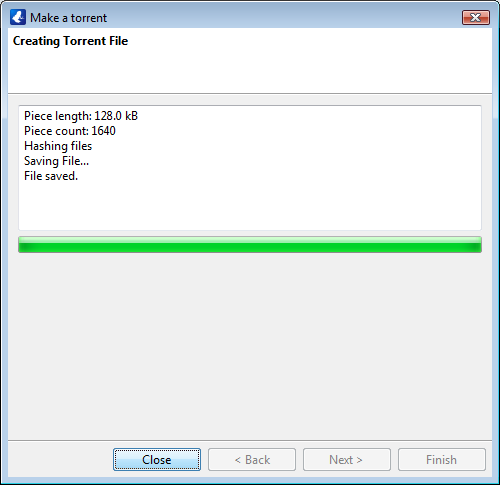 Make a torrent
Creating Torrent File
Piece length: 128.0 kB
Piece count: 1640
Hashing files
Saving File...
File saved.
Close
< Back
Next >
Finish